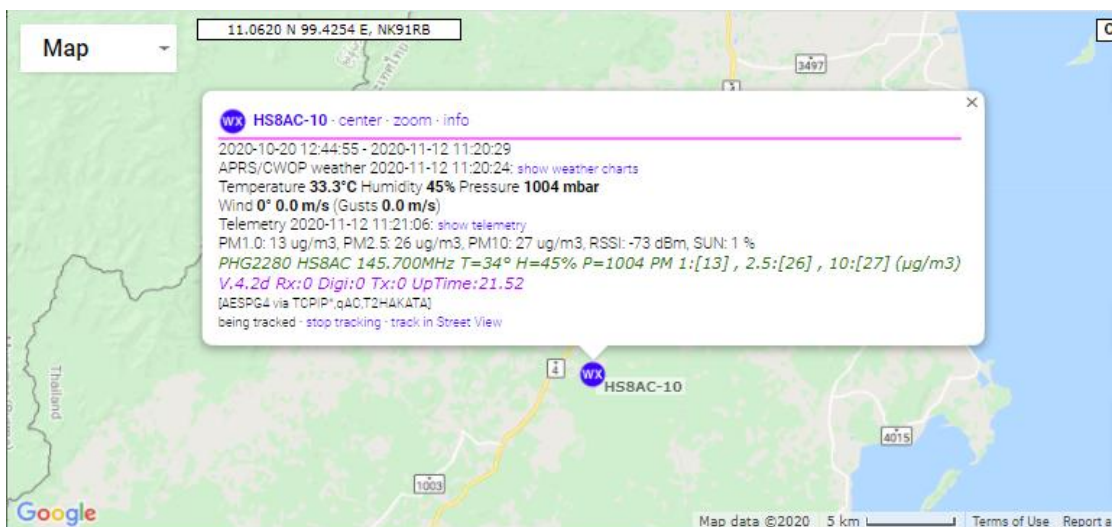 Map
11.0620 N 99.4254 E, NK91RB
3497
WX HS8AC-10 · center · zoom · info
2020-10-20 12:44:55 - 2020-11-12 11:20:29
APRS/CWOP weather 2020-11-12 11:20:24: show weather charts
Temperature 33.3°C Humidity 45% Pressure 1004 mbar
Wind 0° 0.0 m/s (Gusts 0.0 m/s)
Telemetry 2020-11-12 11:21:06: show telemetry
PM1.0: 13 ug/m3, PM2.5: 26 ug/m3, PM10: 27 ug/m3, RSSI: -73 dBm, SUN: 1 %
PHG2280 HS8AC 145.700MHz T=34° H=45% P=1004 PM 1:[13] , 2.5:[26] , 10:[27] (µg/m3)
V.4.2d Rx:0 Digi:0 Tx:0 UpTime:21.52
[AESPG4 via TCPIP*,qAC,T2HAKATA]
being tracked · stop tracking · track in Street View
4
WX
HS8AC-10
Thailand
4015
1003
Google
Map data ©2020 5 km Terms of Use Report a